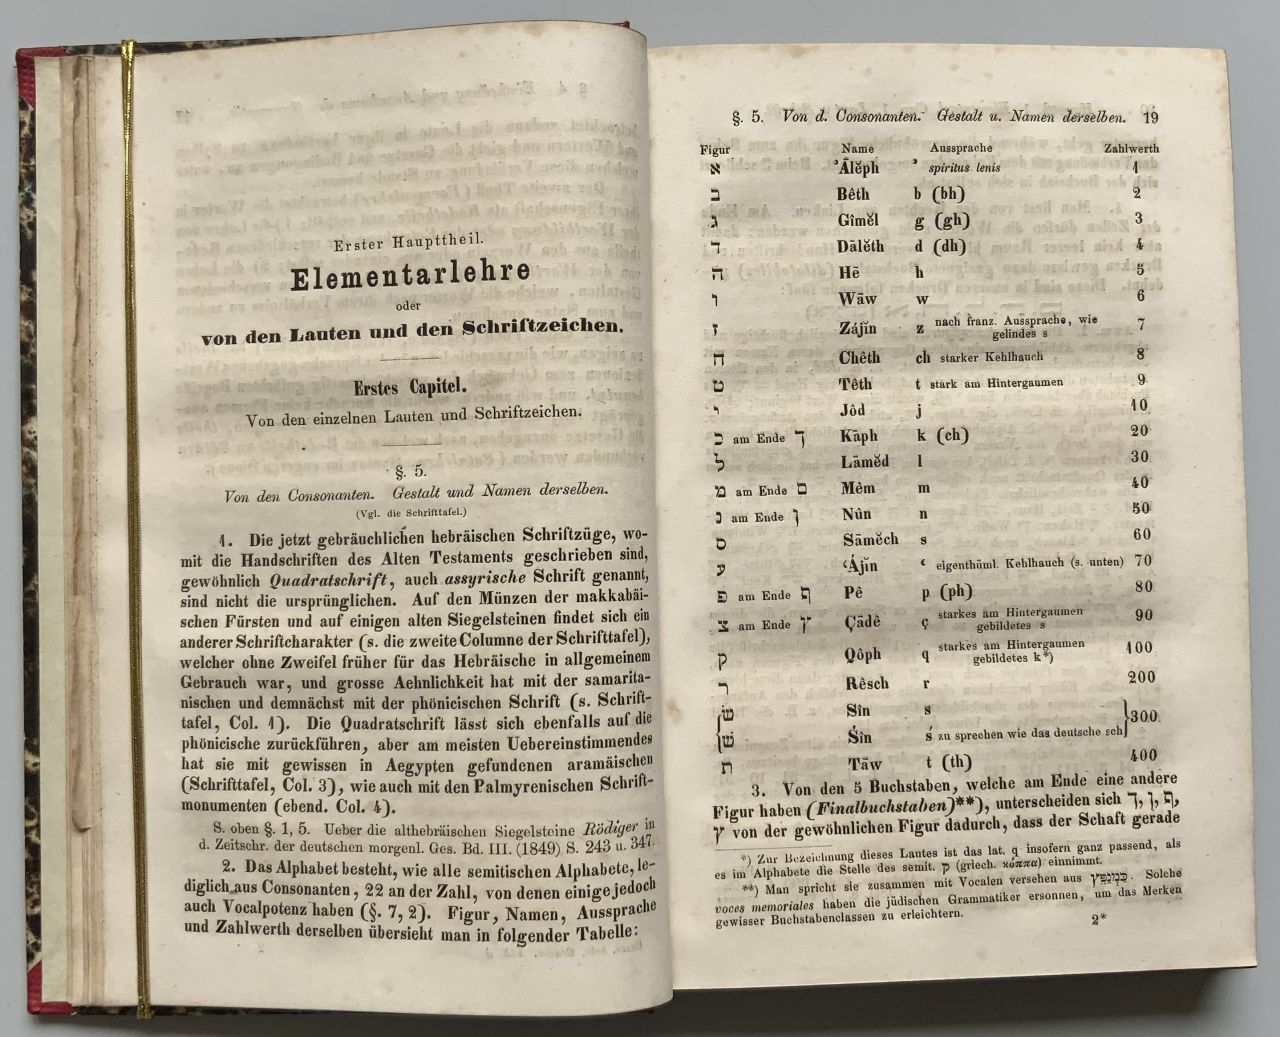 Erster Haupttheil.
Elementarlehre
oder
von den Lauten und den Schriftzeichen.
Erstes Capitel.
Von den einzelnen Lauten und Schriftzeichen.
§. 5.
Von den Consonanten. Gestalt und Namen derselben.
(Vgl. die Schrifttafel.)
1. Die jetzt gebräuchlichen hebräischen Schriftzüge, wo-
mit die Handschriften des Alten Testaments geschrieben sind,
gewöhnlich Quadratschrift, auch assyrische Schrift genannt,
sind nicht die ursprünglichen. Auf den Münzen der makkabäi-
schen Fürsten und auf einigen alten Siegelsteinen findet sich ein
anderer Schriftcharakter (s. die zweite Columne der Schrifttafel),
welcher ohne Zweifel früher für das Hebräische in allgemeinem
Gebrauch war, und grosse Aehnlichkeit hat mit der samarita-
nischen und demnächst mit der phönicischen Schrift (s. Schrift-
tafel, Col. 1). Die Quadratschrift lässt sich ebenfalls auf die
phönicische zurückführen, aber am meisten Uebereinstimmendes
hat sie mit gewissen in Aegypten gefundenen aramäischen
(Schrifttafel, Col. 3), wie auch mit den Palmyrenischen Schrift-
monumenten (ebend. Col. 4).
S. oben §. 1, 5. Ueber die althebräischen Siegelsteine Rödiger in
d. Zeitschr. der deutschen morgenl. Ges. Bd. III. (1849) S. 243 u. 347.
2. Das Alphabet besteht, wie alle semitischen Alphabete, le-
diglich aus Consonanten, 22 an der Zahl, von denen einige jedoch
auch Vocalpotenz haben (§. 7, 2). Figur, Namen, Aussprache
und Zahlwerth derselben übersieht man in folgender Tabelle:
§. 5. Von d. Consonanten. Gestalt u. Namen derselben. 19
Figur Name Aussprache Zahlwerth
א ʾĀlĕph ʾ spiritus lenis 1
ב Bêth b (bh) 2
ג Gîmĕl g (gh) 3
ד Dālĕth d (dh) 4
ה Hē h 5
ו Wāw w 6
ז Zájĭn z nach franz. Aussprache, wie gelindes s 7
ח Chêth ch starker Kehlhauch 8
ט Têth t stark am Hintergaumen 9
י Jôd j 10
כ am Ende ך Kāph k (ch) 20
ל Lāmĕd l 30
מ am Ende ם Mêm m 40
נ am Ende ן Nûn n 50
ס Sāmĕch s 60
ע ʿÁjĭn ʿ eigenthüml. Kehlhauch (s. unten) 70
פ am Ende ף Pê p (ph) 80
צ am Ende ץ Çādê ç starkes am Hintergaumen gebildetes s 90
ק Qôph q starkes am Hintergaumen gebildetes k*) 100
ר Rêsch r 200
שׂ Sîn s
שׁ Śîn ś zu sprechen wie das deutsche sch } 300
ת Tāw t (th) 400
3. Von den 5 Buchstaben, welche am Ende eine andere
Figur haben (Finalbuchstaben)**), unterscheiden sich ך, ן, ף,
ץ von der gewöhnlichen Figur dadurch, dass der Schaft gerade
*) Zur Bezeichnung dieses Lautes ist das lat. q insofern ganz passend, als
es im Alphabete die Stelle des semit. ק (griech. κόππα) einnimmt.
**) Man spricht sie zusammen mit Vocalen versehen aus כַּמְנַפֵּץ. Solche
voces memoriales haben die jüdischen Grammatiker ersonnen, um das Merken
gewisser Buchstabenclassen zu erleichtern.
2*